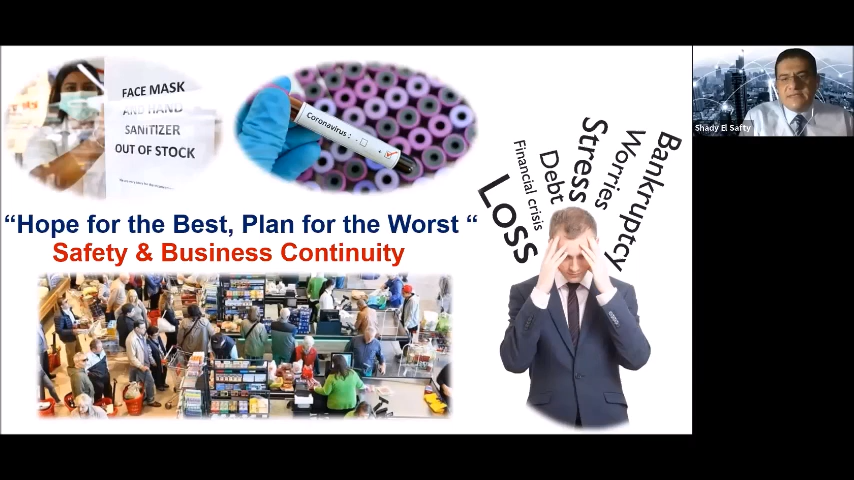 FACE MASK
AND HAND
SANITIZER
OUT OF STOCK
Coronavirus:
- +
“Hope for the Best, Plan for the Worst “
Safety & Business Continuity
Loss
Financial crisis
Debt
Stress
Worries
Bankruptcy
Shady El Safty